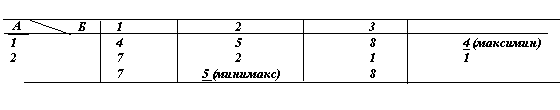 А Б 1 2 3
1 4 5 8 4 (максимин)
2 7 2 1 1
7 5 (минимакс) 8